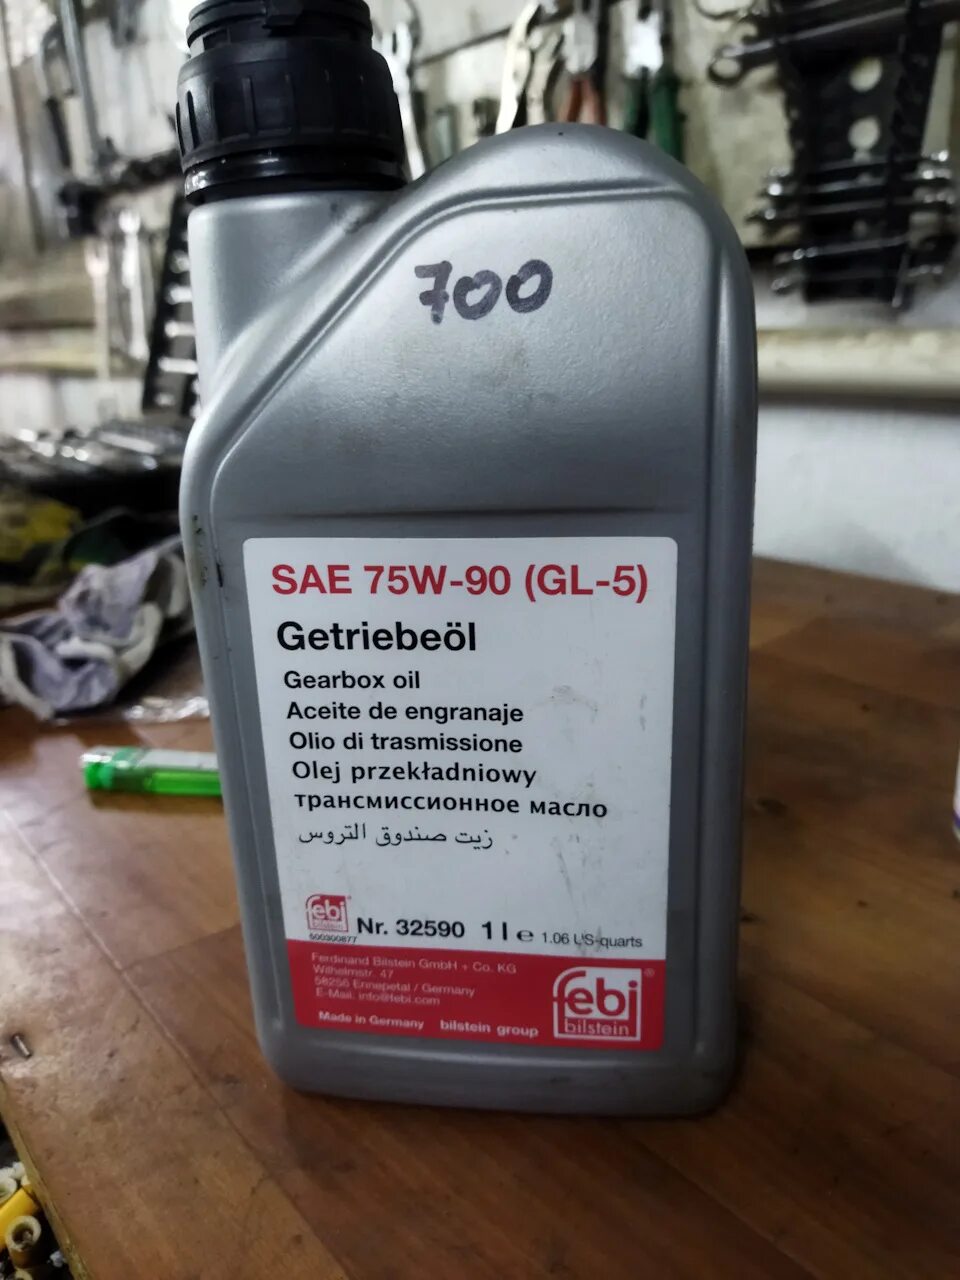 700
SAE 75W-90 (GL-5)
Getriebeöl
Gearbox oil
Aceite de engranaje
Olio di trasmissione
Olej przekładniowy
трансмиссионное масло
زيت صندوق التروس
febi
bilstein
600300877
Nr. 32590 1 l e 1.06 US-quarts
Ferdinand Bilstein GmbH + Co. KG
Wilhelmstr. 47
58256 Ennepetal / Germany
E-Mail: info@febi.com
Made in Germany bilstein group
febi®
bilstein